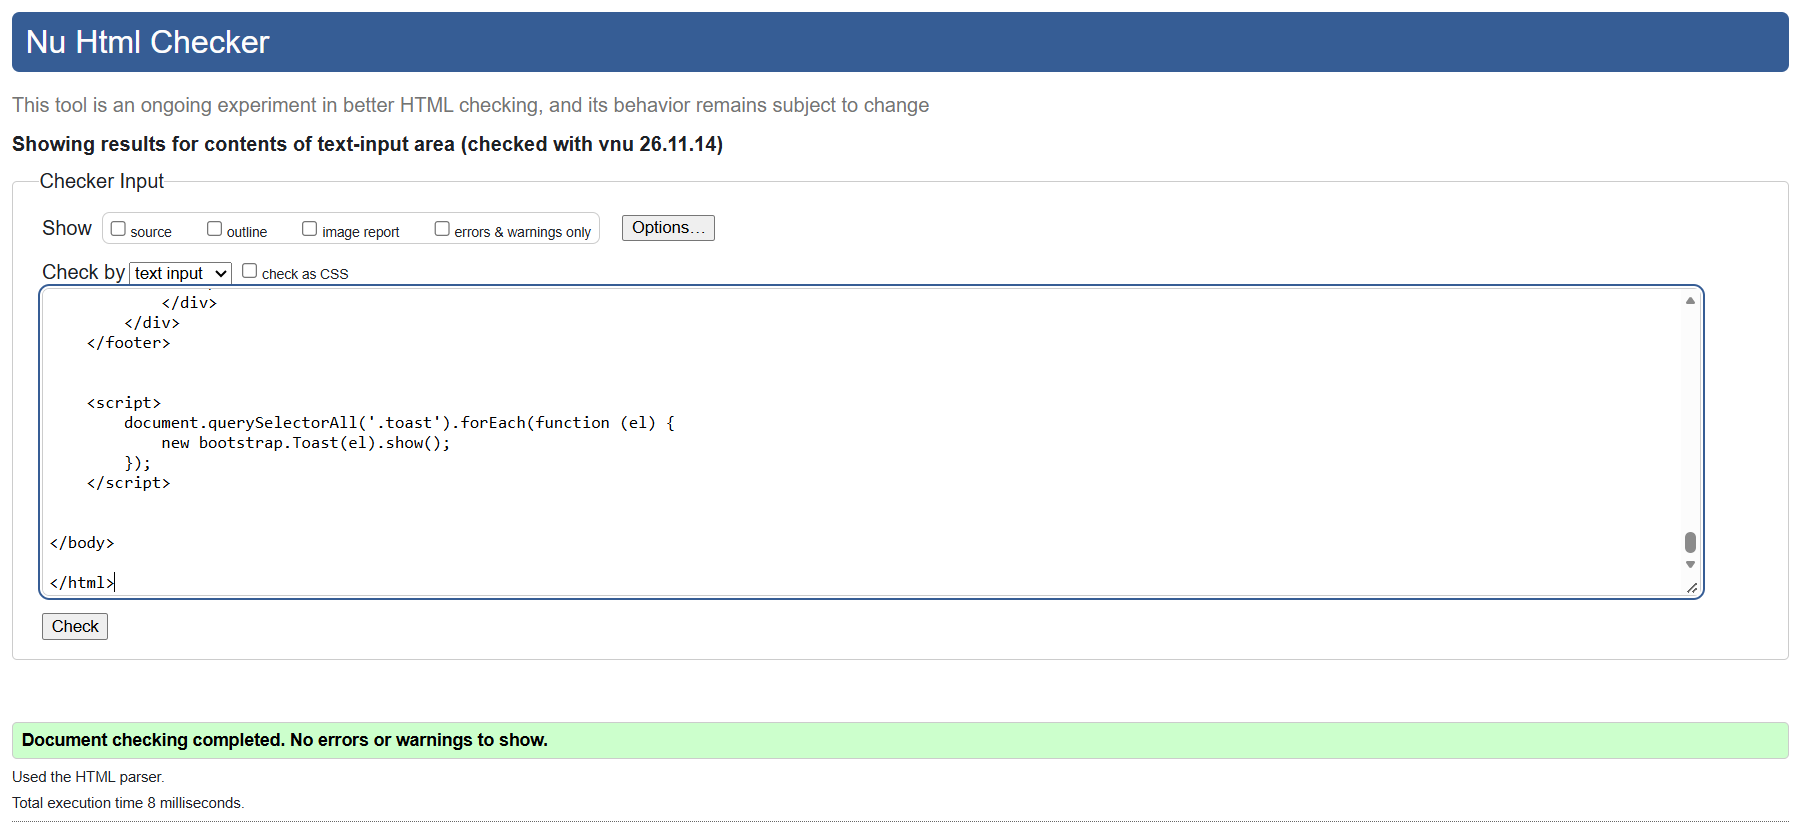 Nu Html Checker
This tool is an ongoing experiment in better HTML checking, and its behavior remains subject to change
Showing results for contents of text-input area (checked with vnu 26.11.14)
Checker Input
Show source outline image report errors & warnings only Options...
Check by text input check as CSS
</div>
</div>
</footer>
<script>
document.querySelectorAll('.toast').forEach(function (el) {
new bootstrap.Toast(el).show();
});
</script>
</body>
</html>
Check
Document checking completed. No errors or warnings to show.
Used the HTML parser.
Total execution time 8 milliseconds.